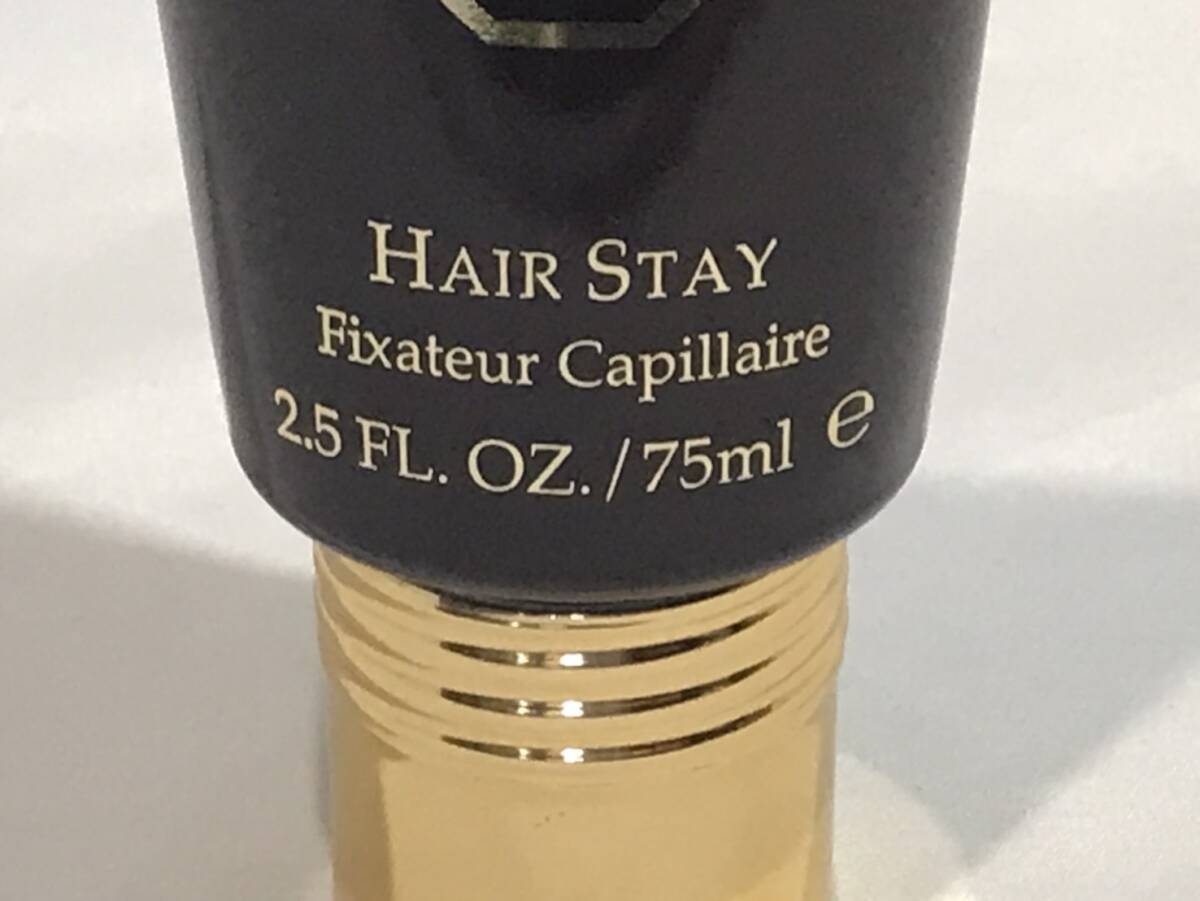 HAIR STAY
Fixateur Capillaire
2.5 FL. OZ./75ml ℮